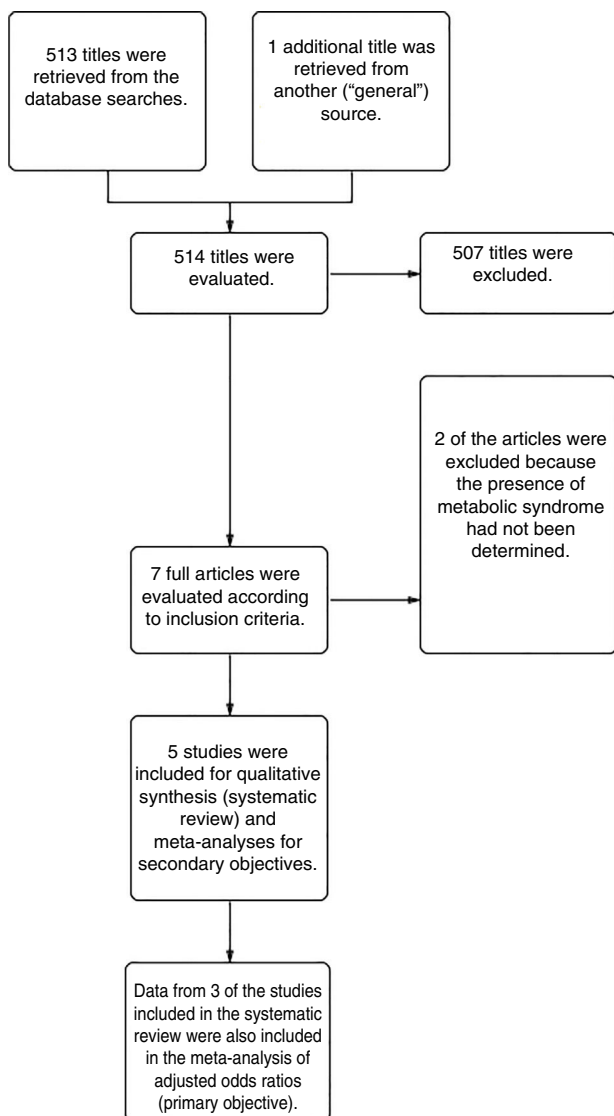 513 titles were
retrieved from the
database searches.
1 additional title was
retrieved from
another (“general”)
source.
514 titles were
evaluated.
507 titles were
excluded.
2 of the articles were
excluded because
the presence of
metabolic syndrome
had not been
determined.
7 full articles were
evaluated according
to inclusion criteria.
5 studies were
included for qualitative
synthesis (systematic
review) and
meta-analyses for
secondary objectives.
Data from 3 of the studies
included in the systematic
review were also included
in the meta-analysis of
adjusted odds ratios
(primary objective).